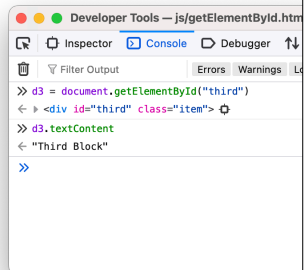 Developer Tools — js/getElementById.htm
Inspector Console Debugger
Filter Output Errors Warnings
d3 = document.getElementById("third")
<div id="third" class="item">
d3.textContent
"Third Block"